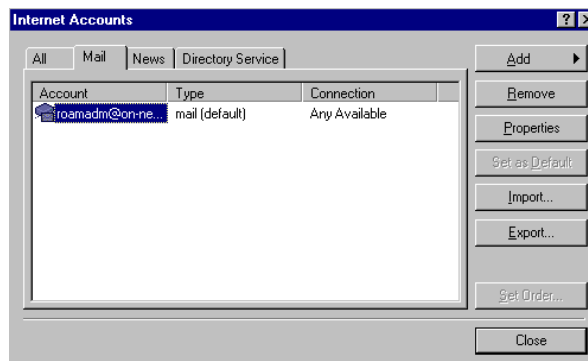 Internet Accounts
All Mail News Directory Service
Add
Remove
Properties
Set as Default
Import...
Export...
Set Order...
Close
Account Type Connection
roamadm@on-ne... mail (default) Any Available